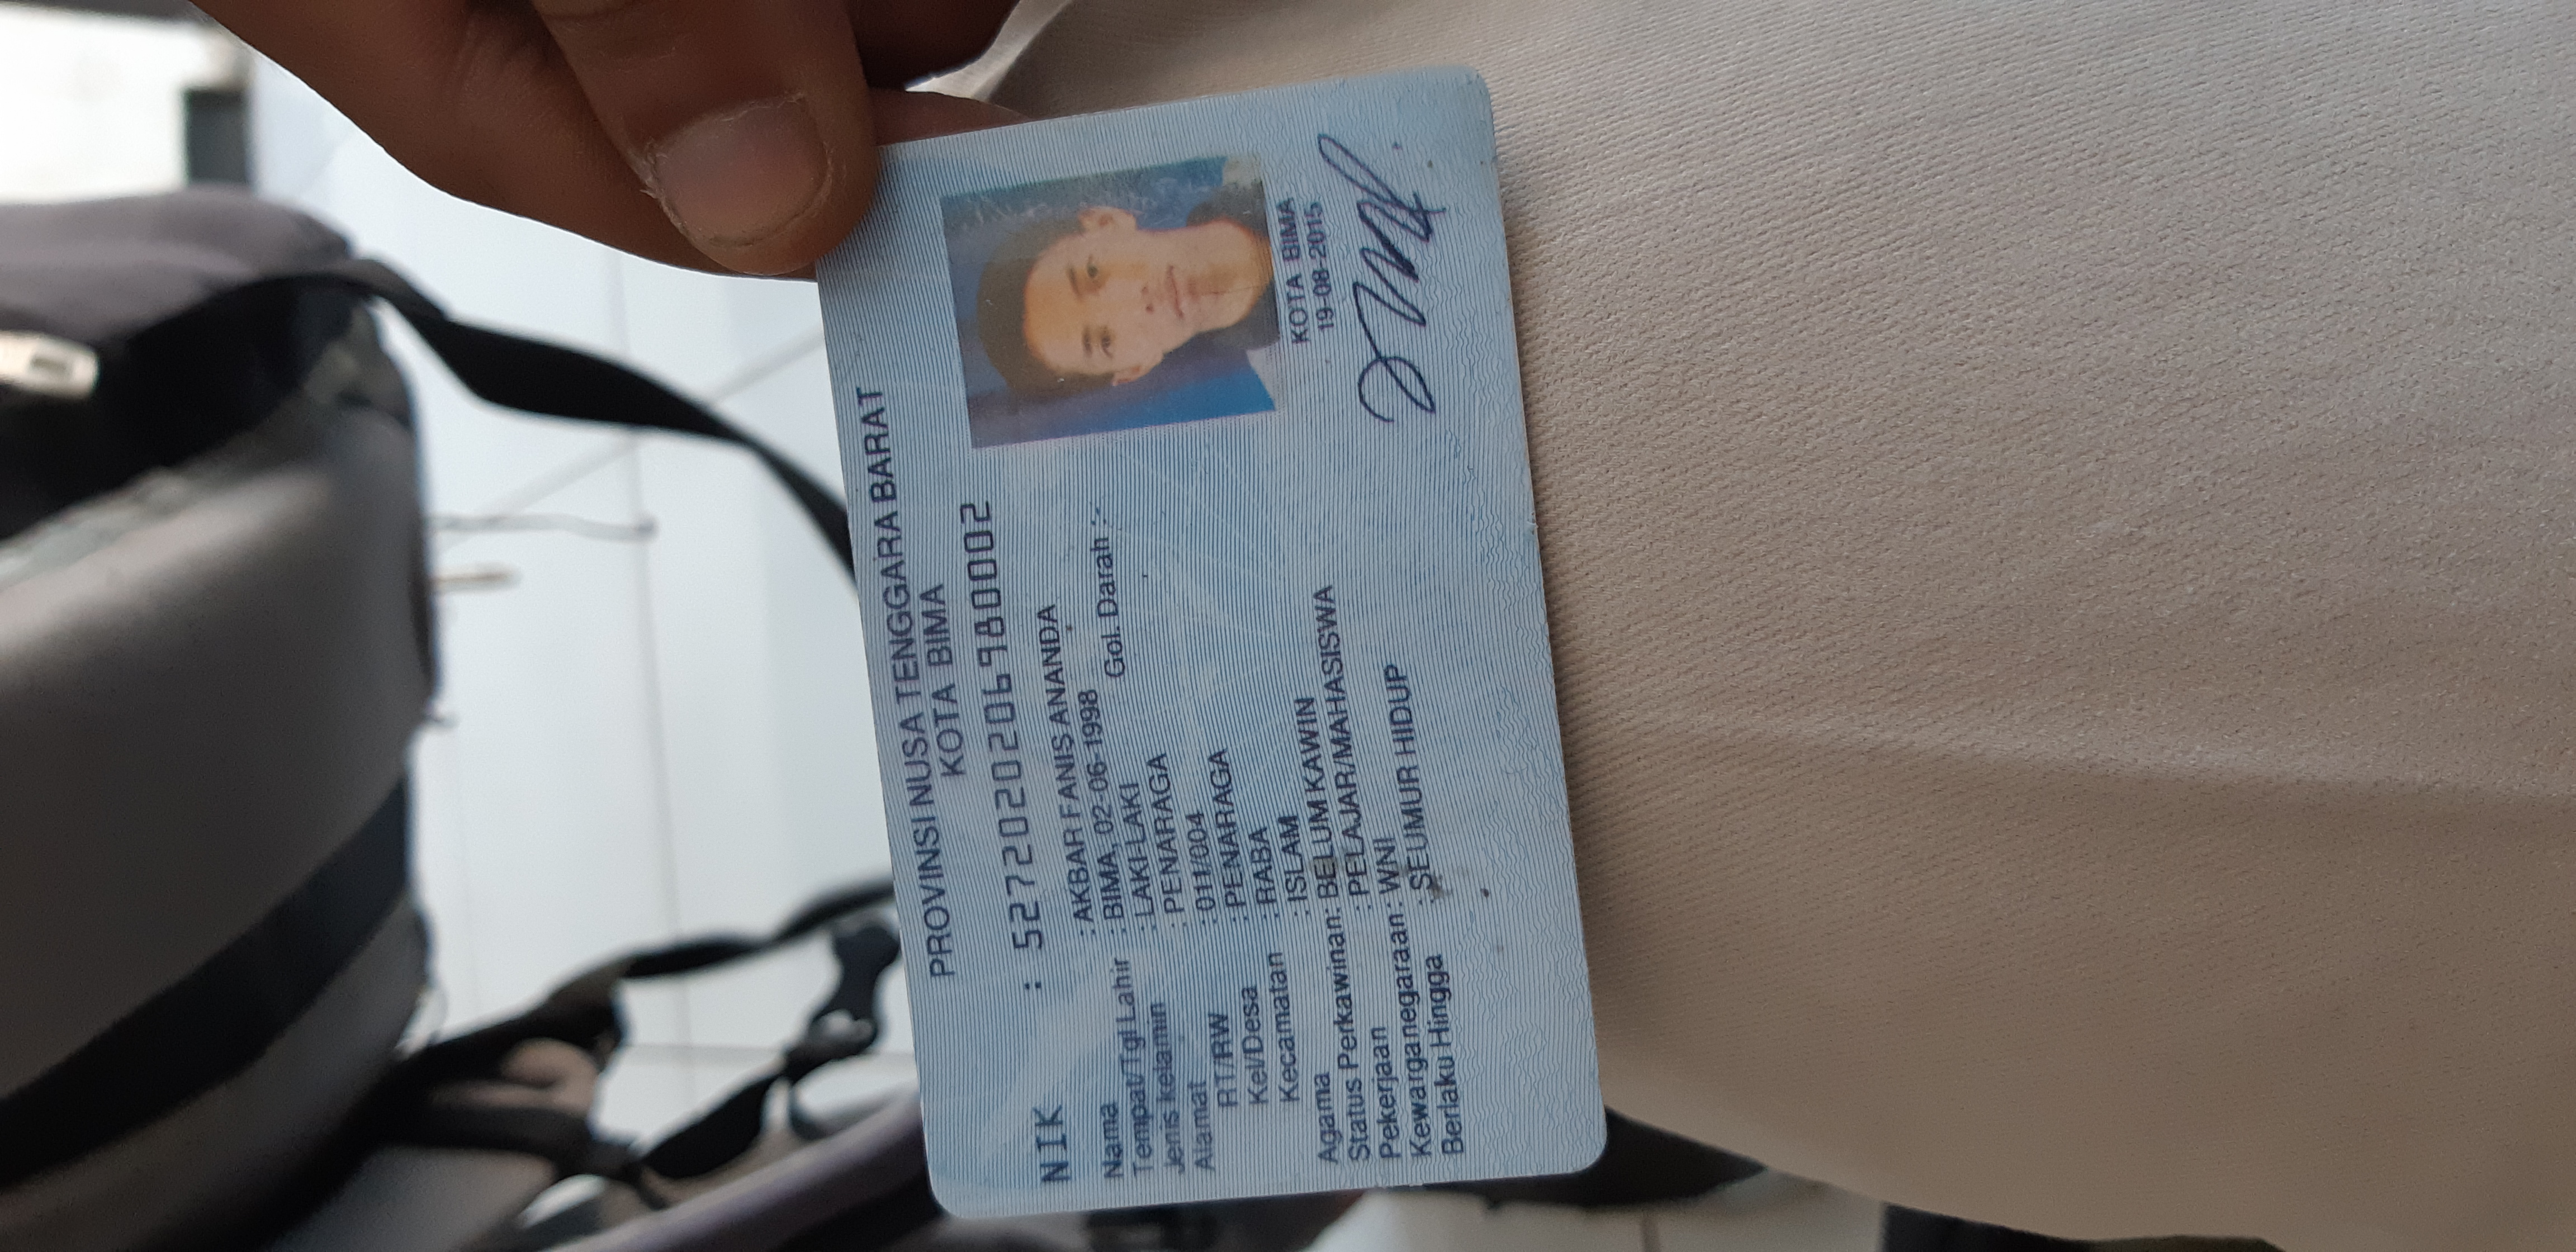 PROVINSI NUSA TENGGARA BARAT
KOTA BIMA
NIK : 5272020206980002
Nama : AKBAR FANIS ANANDA
Tempat/Tgl Lahir : BIMA, 02-06-1998
Jenis kelamin : LAKI-LAKI Gol. Darah :-
Alamat : PENARAGA
RT/RW : 011/004
Kel/Desa : PENARAGA
Kecamatan : RABA
Agama : ISLAM
Status Perkawinan: BELUM KAWIN
Pekerjaan : PELAJAR/MAHASISWA
Kewarganegaraan: WNI
Berlaku Hingga : SEUMUR HIDUP
KOTA BIMA
19-08-2015